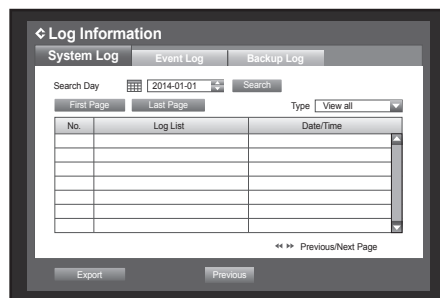 Log Information
System Log Event Log Backup Log
Search Day 2014-01-01 Search
First Page Last Page Type View all
No. Log List Date/Time
Previous/Next Page
Export Previous